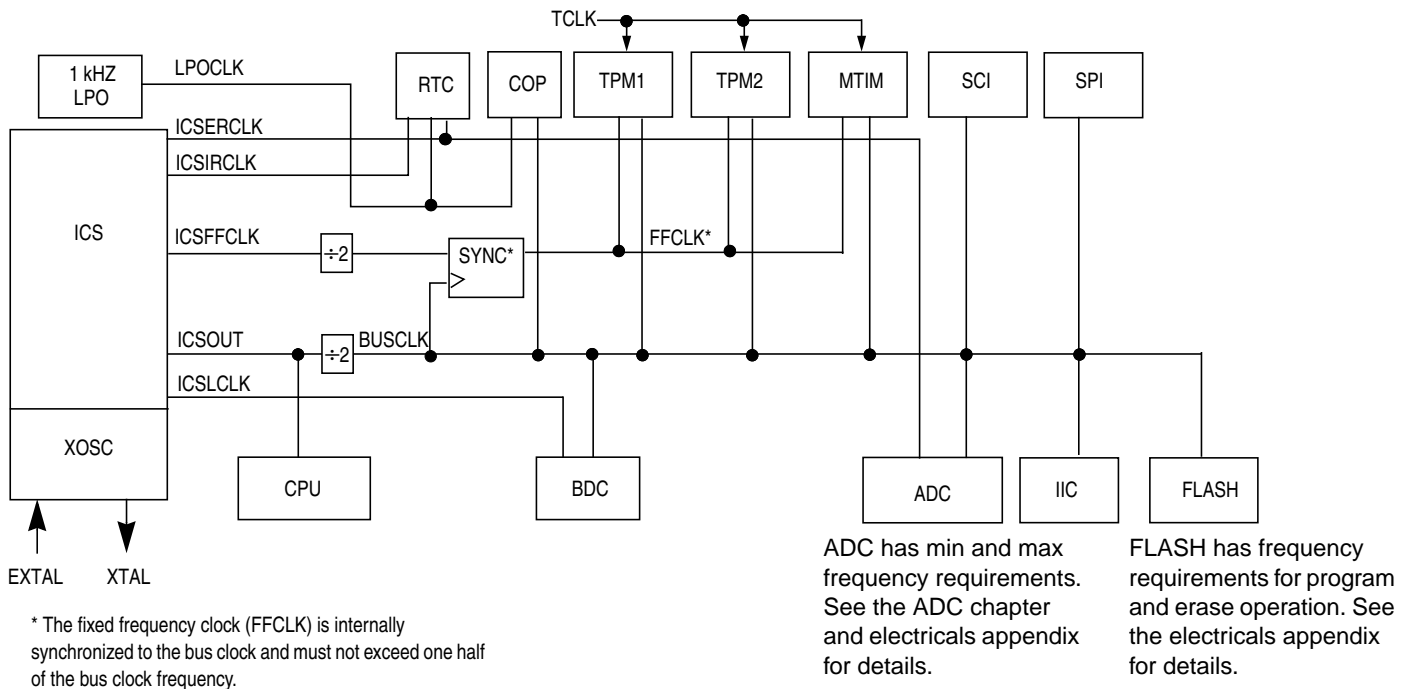 TCLK
1 kHZ
LPO
LPOCLK
RTC
COP
TPM1
TPM2
MTIM
SCI
SPI
ICSERCLK
ICSIRCLK
ICS
ICSFFCLK
÷2
SYNC*
FFCLK*
ICSOUT
÷2
BUSCLK
ICSLCLK
XOSC
CPU
BDC
ADC
IIC
FLASH
EXTAL
XTAL
ADC has min and max
frequency requirements.
See the ADC chapter
and electricals appendix
for details.
FLASH has frequency
requirements for program
and erase operation. See
the electricals appendix
for details.
* The fixed frequency clock (FFCLK) is internally
synchronized to the bus clock and must not exceed one half
of the bus clock frequency.